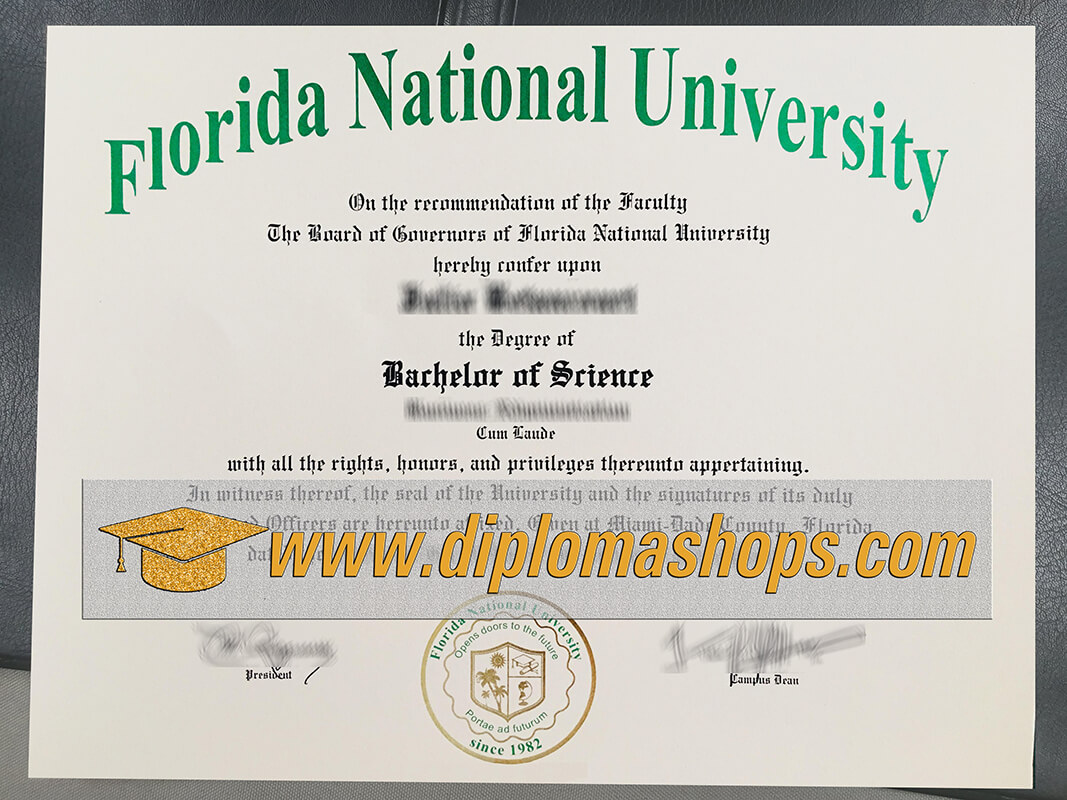 Florida National University
On the recommendation of the Faculty
The Board of Governors of Florida National University
hereby confer upon
the Degree of
Bachelor of Science
Cum Laude
with all the rights, honors, and privileges thereunto appertaining.
In witness thereof, the seal of the University and the signatures of its duly
Officers are hereunto Given at Miami-Dade County, Florida
www.diplomashops.com
Florida National University
Opens doors to the future
Portae ad futurum
since 1982
President
Campus Dean